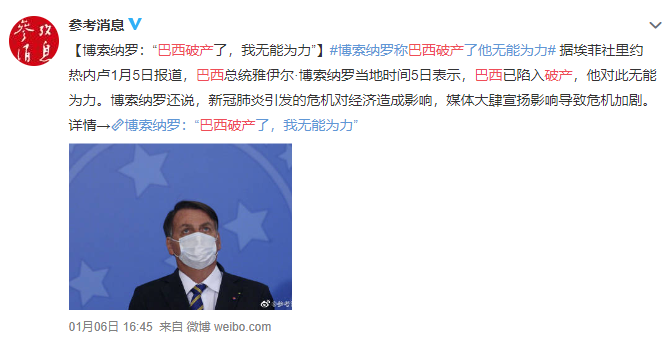 参考消息
【博索纳罗：“巴西破产了，我无能为力”】#博索纳罗称巴西破产了他无能为力# 据埃菲社里约
热内卢1月5日报道，巴西总统雅伊尔·博索纳罗当地时间5日表示，巴西已陷入破产，他对此无能
为力。博索纳罗还说，新冠肺炎引发的危机对经济造成影响，媒体大肆宣扬影响导致危机加剧。
详情→博索纳罗：“巴西破产了，我无能为力”
01月06日 16:45 来自 微博 weibo.com